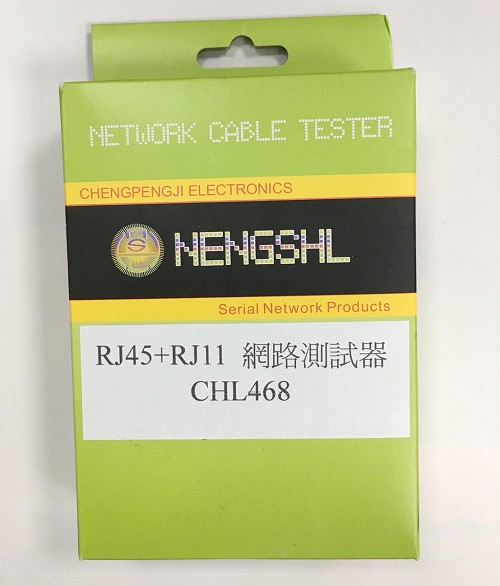 NETWORK CABLE TESTER
CHENGPENGJI ELECTRONICS
S
NENGSHL
Serial Network Products
RJ45+RJ11 網路測試器
CHL468